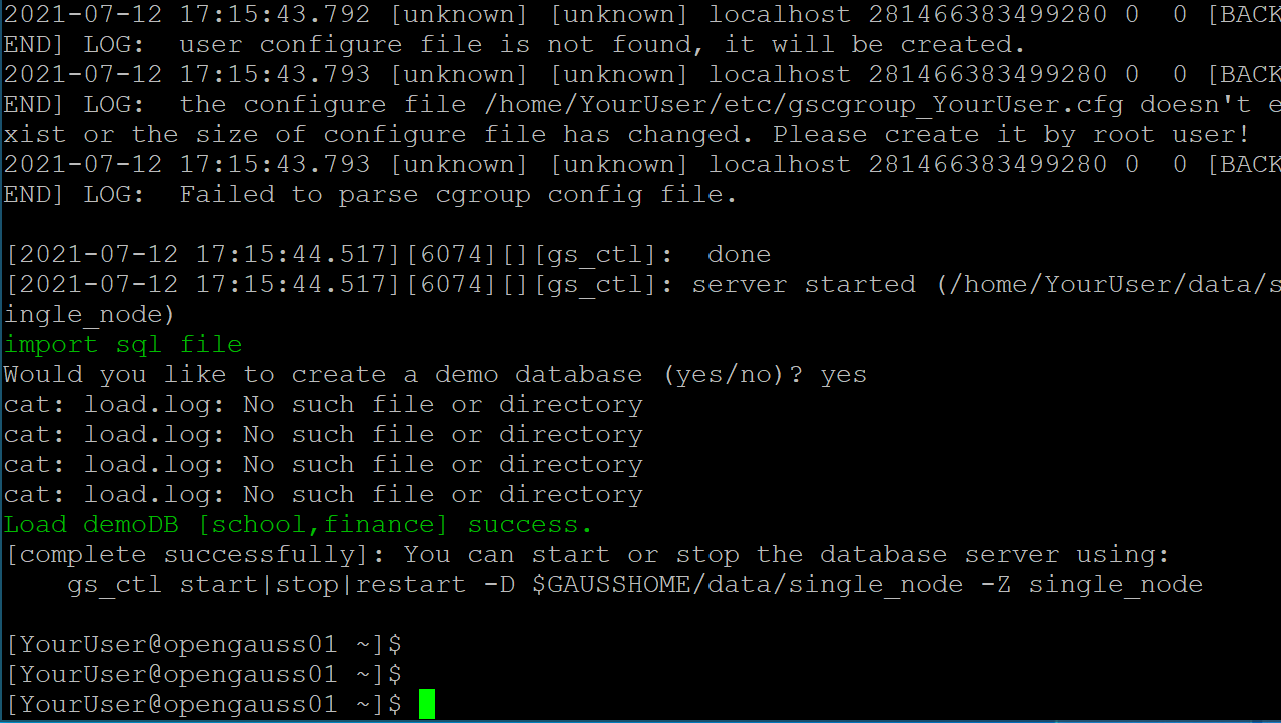 2021-07-12 17:15:43.792 [unknown] [unknown] localhost 281466383499280 0  0 [BACK
END] LOG:  user configure file is not found, it will be created.
2021-07-12 17:15:43.793 [unknown] [unknown] localhost 281466383499280 0  0 [BACK
END] LOG:  the configure file /home/YourUser/etc/gscgroup_YourUser.cfg doesn't e
xist or the size of configure file has changed. Please create it by root user!
2021-07-12 17:15:43.793 [unknown] [unknown] localhost 281466383499280 0  0 [BACK
END] LOG:  Failed to parse cgroup config file.
[2021-07-12 17:15:44.517][6074][][gs_ctl]:  done
[2021-07-12 17:15:44.517][6074][][gs_ctl]: server started (/home/YourUser/data/s
ingle_node)
import sql file
Would you like to create a demo database (yes/no)? yes
cat: load.log: No such file or directory
cat: load.log: No such file or directory
cat: load.log: No such file or directory
cat: load.log: No such file or directory
Load demoDB [school,finance] success.
[complete successfully]: You can start or stop the database server using:
    gs_ctl start|stop|restart -D $GAUSSHOME/data/single_node -Z single_node
[YourUser@opengauss01 ~]$
[YourUser@opengauss01 ~]$
[YourUser@opengauss01 ~]$